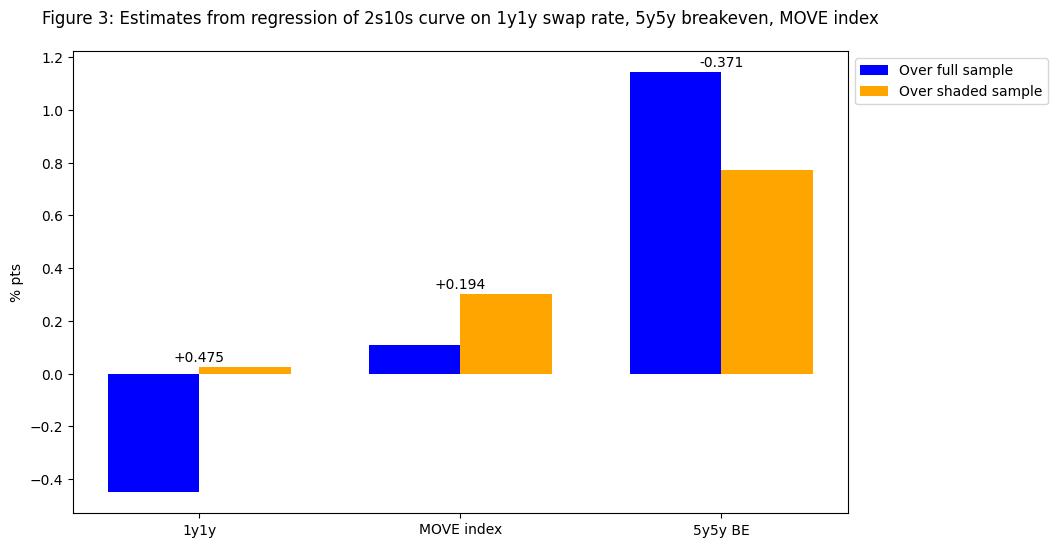 Figure 3: Estimates from regression of 2s10s curve on 1y1y swap rate, 5y5y breakeven, MOVE index
Over full sample
Over shaded sample
% pts
1.2
1.0
0.8
0.6
0.4
0.2
0.0
−0.2
−0.4
+0.475
+0.194
-0.371
1y1y
MOVE index
5y5y BE